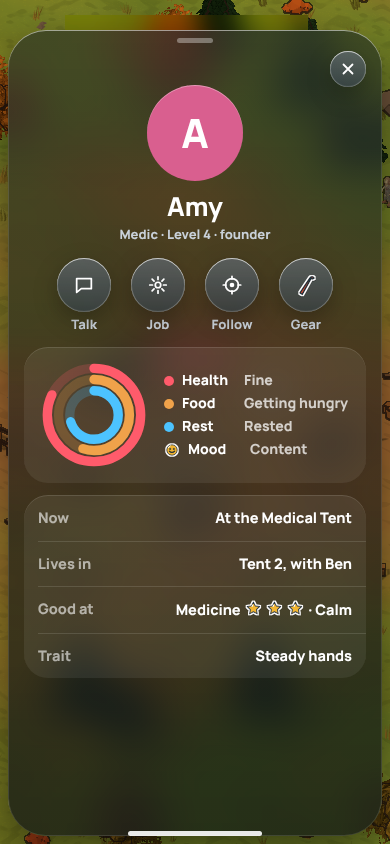 A
Amy
Medic · Level 4 · founder
Talk Job Follow Gear
Health Fine
Food Getting hungry
Rest Rested
Mood Content
Now At the Medical Tent
Lives in Tent 2, with Ben
Good at Medicine ⭐⭐⭐ · Calm
Trait Steady hands